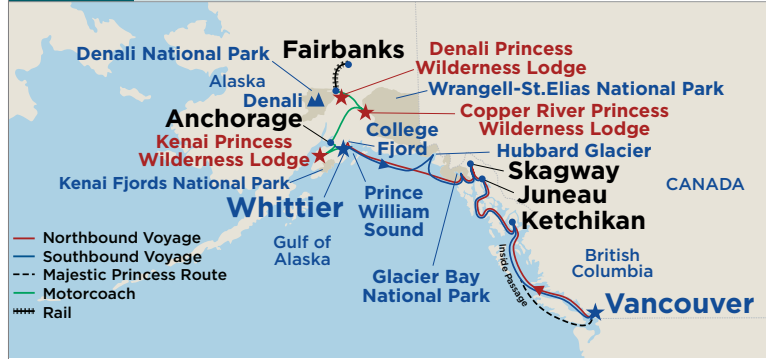 Fairbanks
Denali National Park
Denali Princess
Wilderness Lodge
Alaska
Denali
Wrangell-St.Elias National Park
Anchorage
Copper River Princess
Wilderness Lodge
Kenai Princess
Wilderness Lodge
College
Fjord
Hubbard Glacier
Kenai Fjords National Park
Skagway
Juneau
Ketchikan
CANADA
Whittier
Prince
William
Sound
Gulf of
Alaska
Glacier Bay
National Park
Inside Passage
British
Columbia
Vancouver
Northbound Voyage
Southbound Voyage
Majestic Princess Route
Motorcoach
Rail